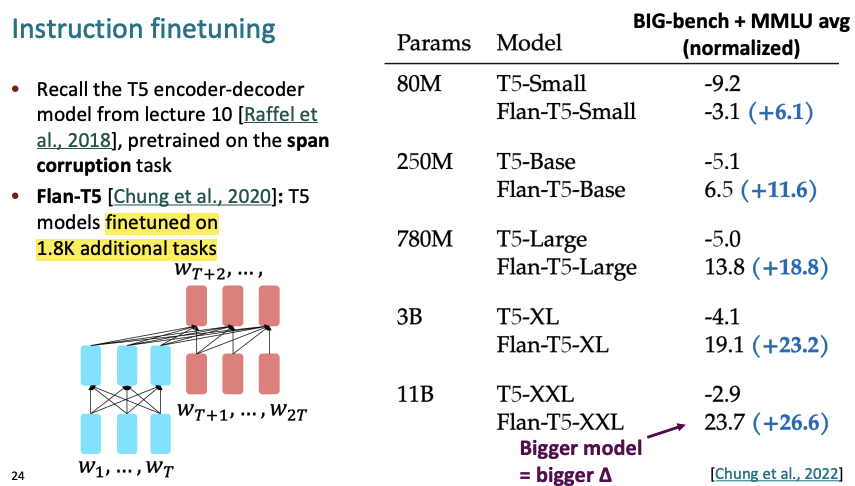 Instruction finetuning
• Recall the T5 encoder-decoder
model from lecture 10 [Raffel et
al., 2018], pretrained on the span
corruption task
• Flan-T5 [Chung et al., 2020]: T5
models finetuned on
1.8K additional tasks
w_{T+2}, …,
w_{T+1}, …, w_{2T}
w_1, …, w_T
24
BIG-bench + MMLU avg
(normalized)
Params Model
80M T5-Small -9.2
Flan-T5-Small -3.1 (+6.1)
250M T5-Base -5.1
Flan-T5-Base 6.5 (+11.6)
780M T5-Large -5.0
Flan-T5-Large 13.8 (+18.8)
3B T5-XL -4.1
Flan-T5-XL 19.1 (+23.2)
11B T5-XXL -2.9
Flan-T5-XXL 23.7 (+26.6)
Bigger model
= bigger Δ
[Chung et al., 2022]